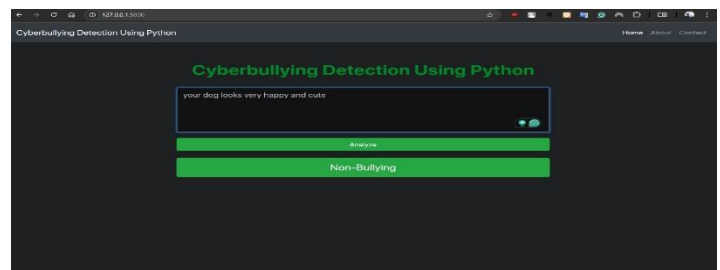 127.0.0.1:5000
Cyberbullying Detection Using Python
Home About Contact
Cyberbullying Detection Using Python
your dog looks very happy and cute
Analyze
Non-Bullying